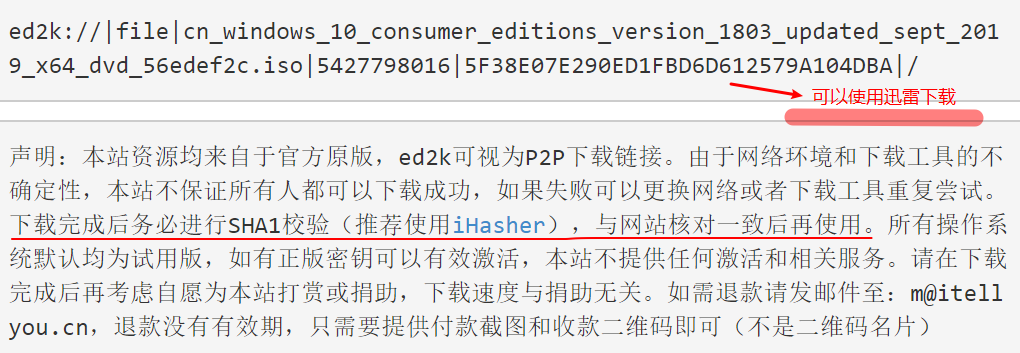 ed2k://|file|cn_windows_10_consumer_editions_version_1803_updated_sept_201
9_x64_dvd_56edef2c.iso|5427798016|5F38E07E290ED1FBD6D612579A104DBA|/
可以使用迅雷下载
声明：本站资源均来自于官方原版，ed2k可视为P2P下载链接。由于网络环境和下载工具的不
确定性，本站不保证所有人都可以下载成功，如果失败可以更换网络或者下载工具重复尝试。
下载完成后务必进行SHA1校验（推荐使用iHasher），与网站核对一致后再使用。所有操作系
统默认均为试用版，如有正版密钥可以有效激活，本站不提供任何激活和相关服务。请在下载
完成后再考虑自愿为本站打赏或捐助，下载速度与捐助无关。如需退款请发邮件至：m@itell
you.cn，退款没有有效期，只需要提供付款截图和收款二维码即可（不是二维码名片）